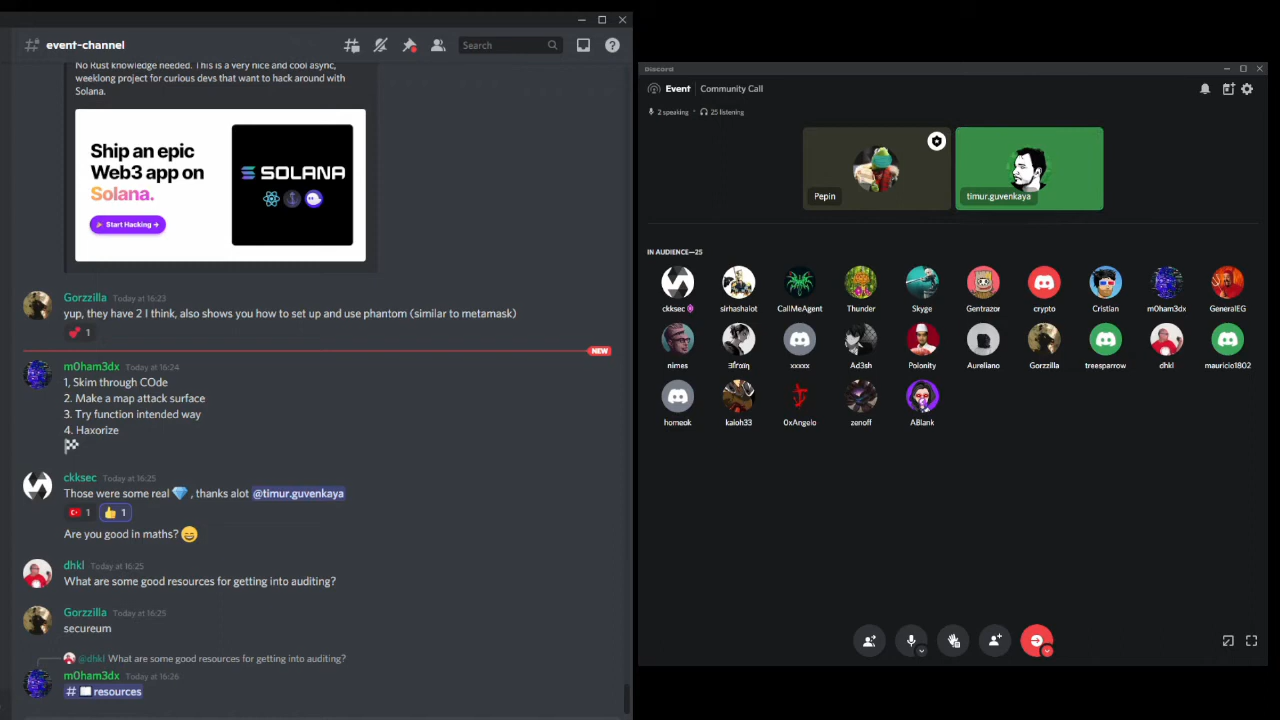 event-channel
Search
No Rust knowledge needed. This is a very nice and cool async,
weeklong project for curious devs that want to hack around with
Solana.
Ship an epic
Web3 app on
Solana.
Start Hacking →
SOLANA
Gorzzilla Today at 16:23
yup, they have 2 I think, also shows you how to set up and use phantom (similar to metamask)
1
NEW
m0ham3dx Today at 16:24
1, Skim through COde
2. Make a map attack surface
3. Try function intended way
4. Haxorize
ckksec Today at 16:25
Those were some real 💎 , thanks alot @timur.guvenkaya
1 1
Are you good in maths? 😄
dhkl Today at 16:25
What are some good resources for getting into auditing?
Gorzzilla Today at 16:25
secureum
@dhkl What are some good resources for getting into auditing?
m0ham3dx Today at 16:26
# 📖 resources
Discord
Event Community Call
2 speaking • 25 listening
Pepin
timur.guvenkaya
IN AUDIENCE—25
ckksec sirhashalot CallMeAgent Thunder Skyge Gentrazor crypto Cristian m0ham3dx GeneralEG
nimes xxxxx Ad3sh Polonity Aureliano Gorzzilla treesparrow dhkl mauricio1802
homeok kaloh33 0xAngelo zenoff ABlank